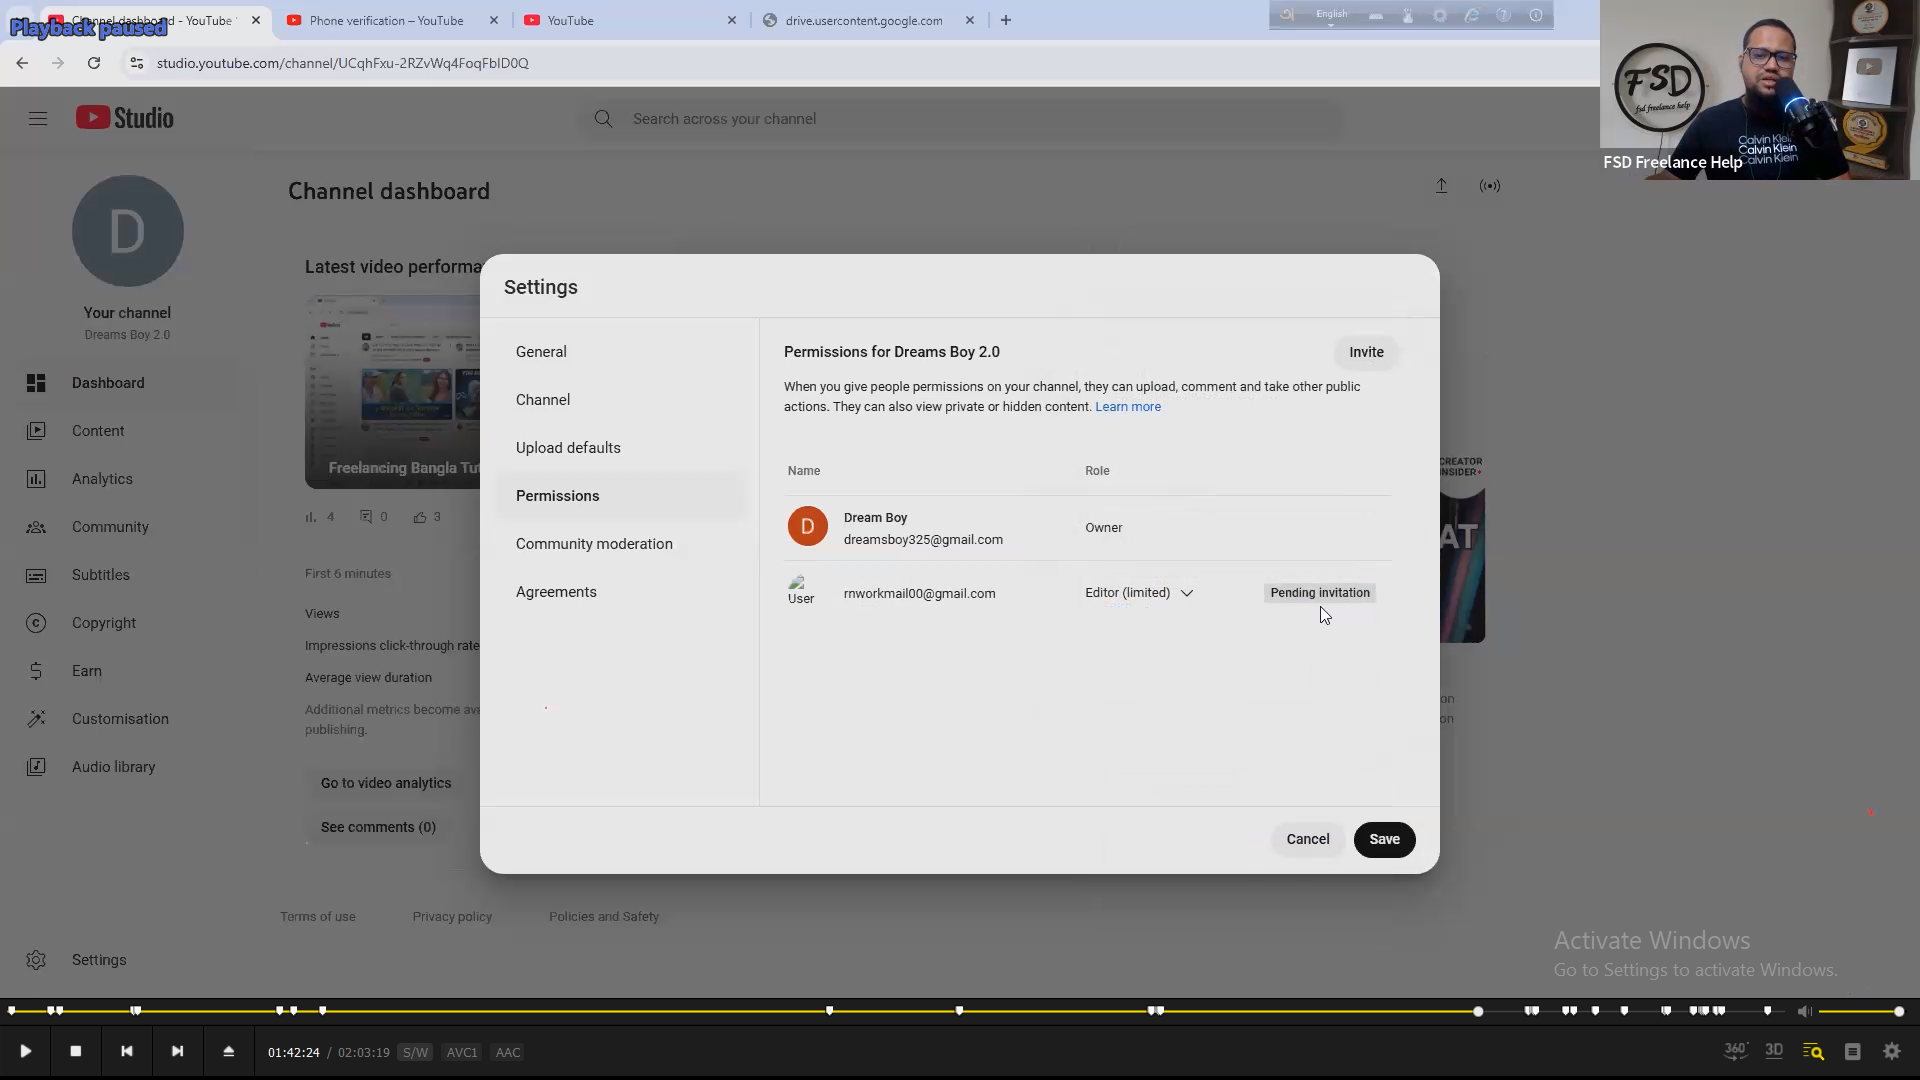 Playback paused
Channel dashboard - YouTube
Phone verification – YouTube
YouTube
drive.usercontent.google.com
English
studio.youtube.com/channel/UCqhFxu-2RZvWq4FoqFbID0Q
Studio
Search across your channel
FSD
fsd freelance help
Calvin Klein
Calvin Klein
Calvin Klein
FSD Freelance Help
D
Your channel
Dreams Boy 2.0
Dashboard
Content
Analytics
Community
Subtitles
Copyright
Earn
Customisation
Audio library
Settings
Channel dashboard
Latest video performa
Freelancing Bangla Tut
4 0 3
First 6 minutes
Views
Impressions click-through rate
Average view duration
Additional metrics become ava
publishing.
Go to video analytics
See comments (0)
Terms of use Privacy policy Policies and Safety
Settings
General
Channel
Upload defaults
Permissions
Community moderation
Agreements
Permissions for Dreams Boy 2.0
Invite
When you give people permissions on your channel, they can upload, comment and take other public
actions. They can also view private or hidden content. Learn more
Name Role
D
Dream Boy
dreamsboy325@gmail.com
Owner
User
rnworkmail00@gmail.com
Editor (limited)
Pending invitation
Cancel
Save
CREATOR
INSIDER
AT
on
on
Activate Windows
Go to Settings to activate Windows.
01:42:24 / 02:03:19 S/W AVC1 AAC
360° 3D